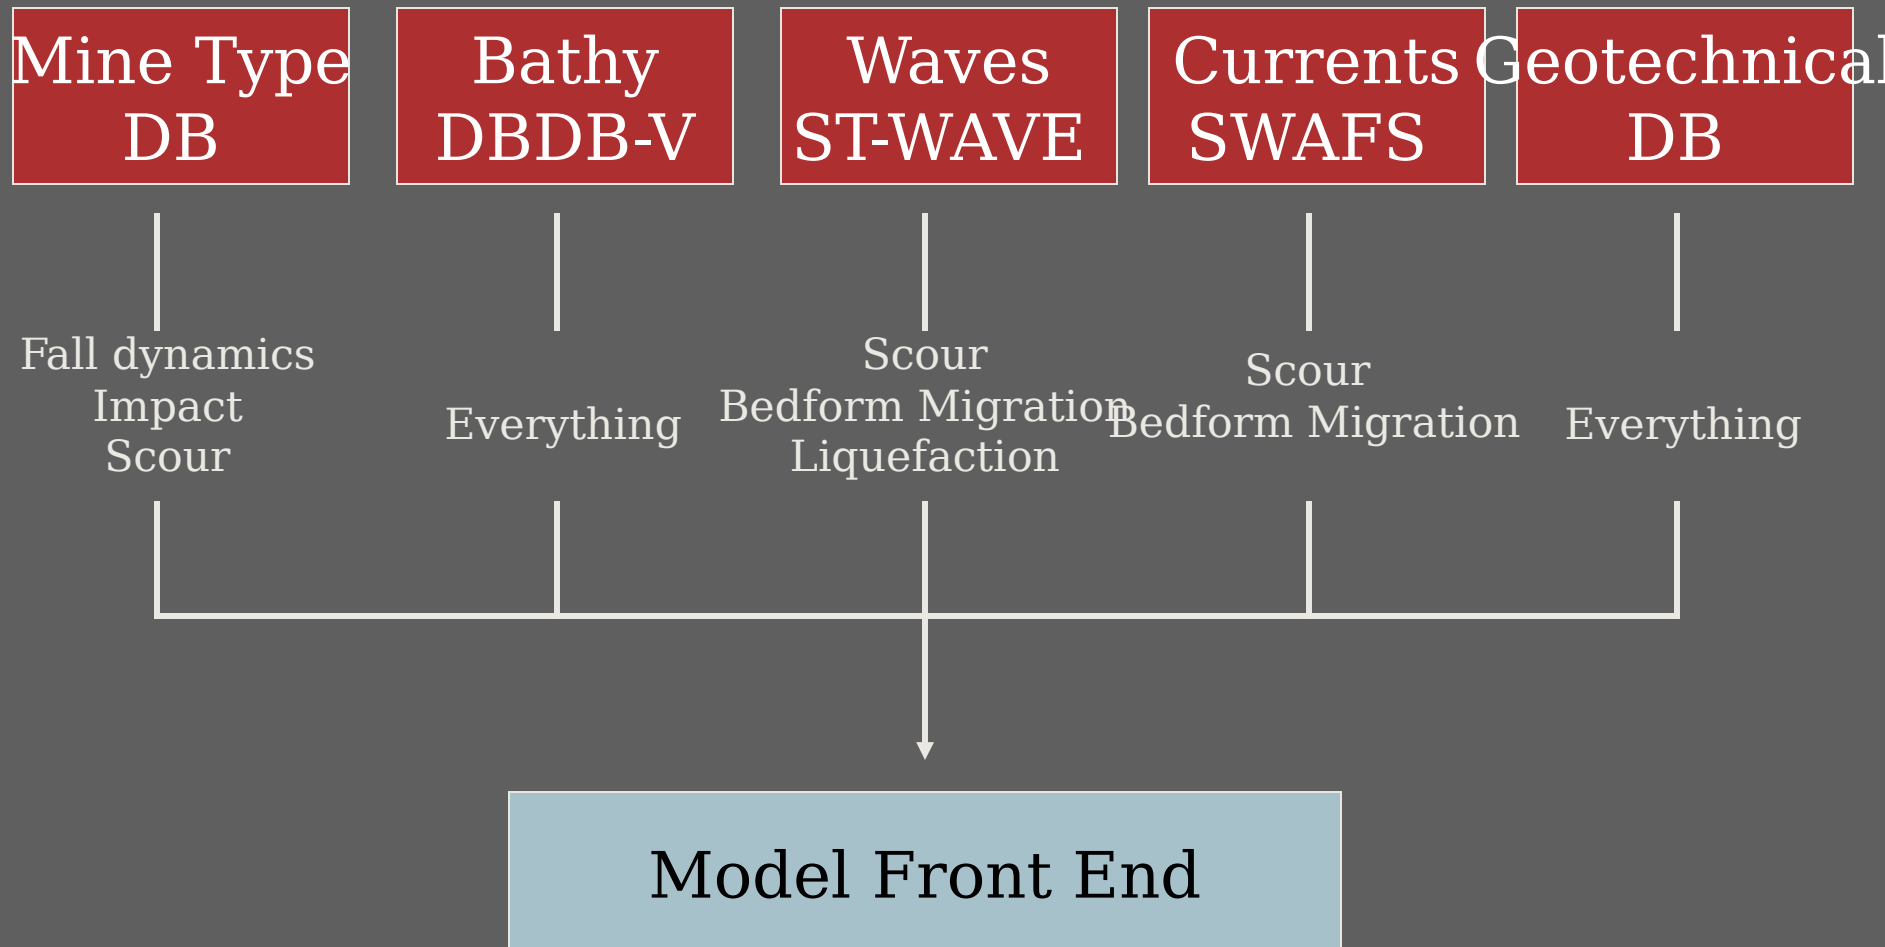 Mine Type
DB
Bathy
DBDB-V
Waves
ST-WAVE
Currents
SWAFS
Geotechnical
DB
Fall dynamics
Impact
Scour
Everything
Scour
Bedform Migration
Liquefaction
Scour
Bedform Migration
Everything
Model Front End